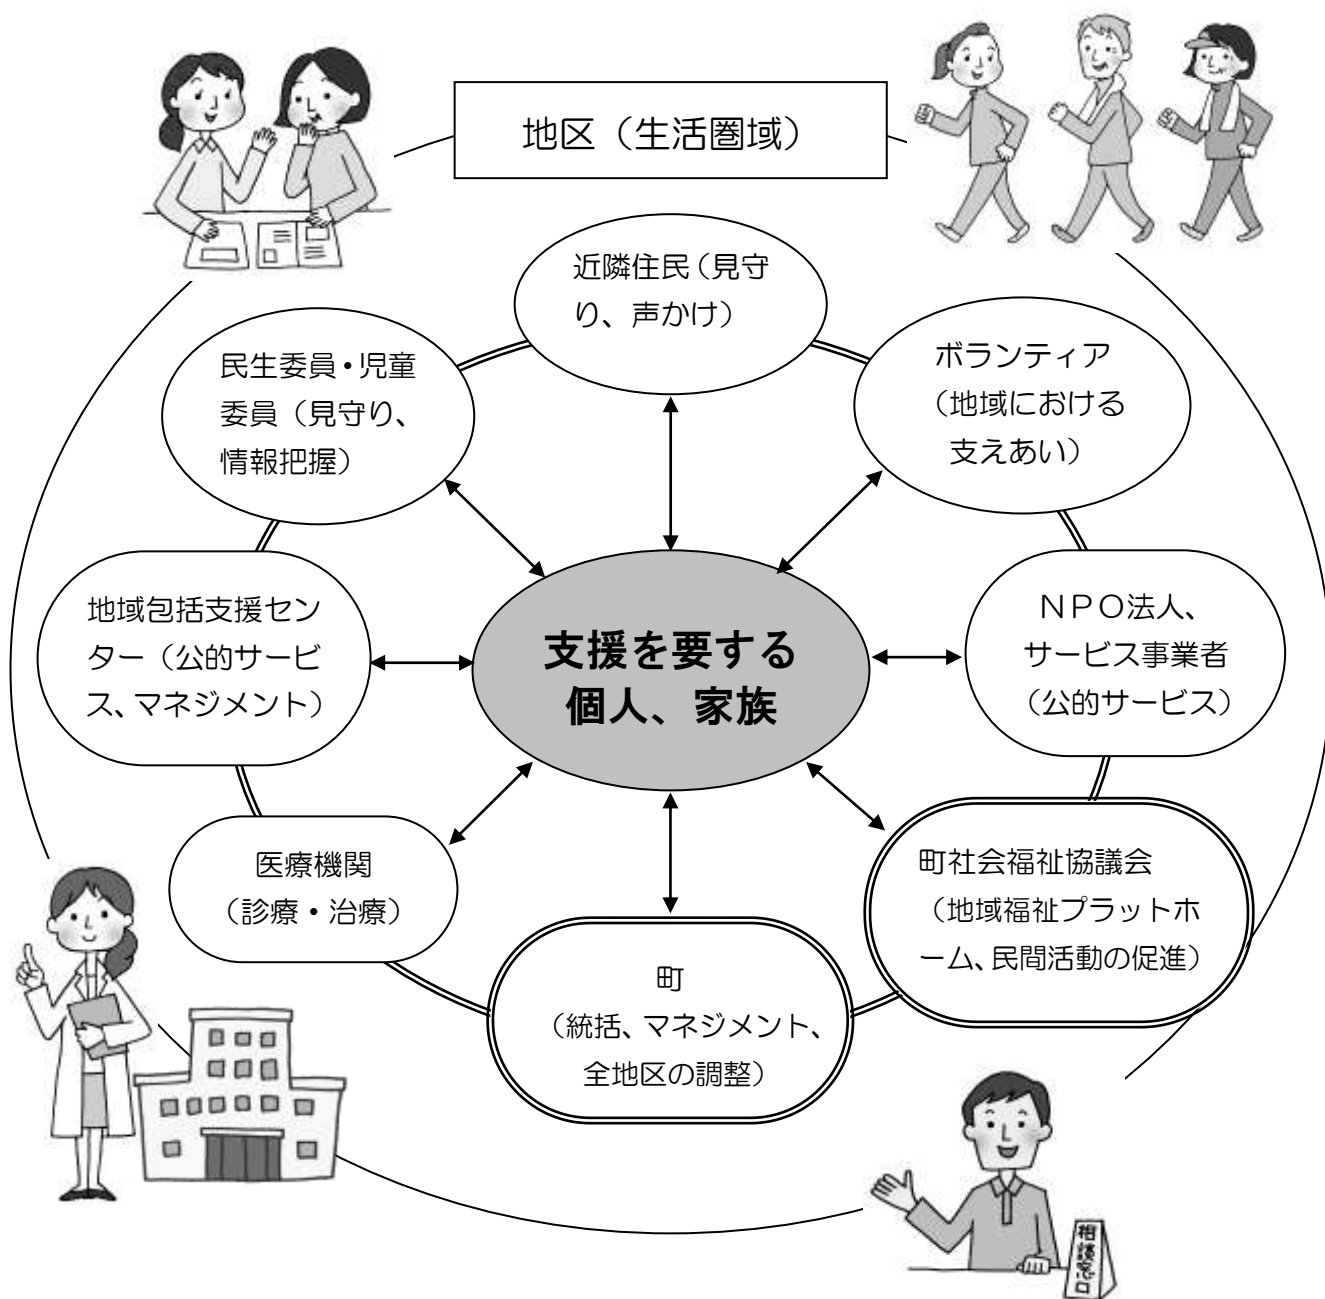 地区（生活圏域）
近隣住民（見守
り、声かけ）
民生委員・児童
委員（見守り、
情報把握）
ボランティア
（地域における
支えあい）
地域包括支援セン
ター（公的サービ
ス、マネジメント）
支援を要する
個人、家族
ＮＰＯ法人、
サービス事業者
（公的サービス）
医療機関
（診療・治療）
町社会福祉協議会
（地域福祉プラットホ
ーム、民間活動の促進）
町
（統括、マネジメント、
全地区の調整）
相談窓口